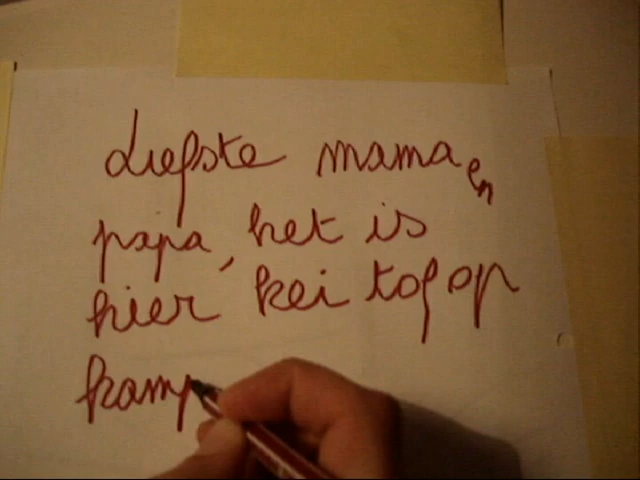 Liefste mama en
papa, het is
hier kei tof op
kamp